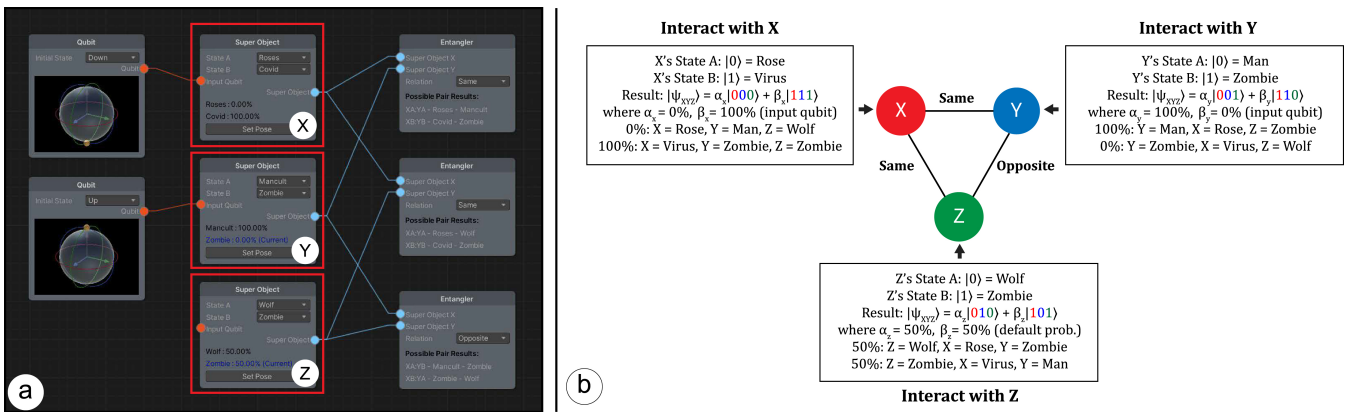 Qubit
Initial State Down
Qubit
Qubit
Initial State Up
Qubit
Super Object
State A Roses
State B Covid
Input Qubit
Super Object
Roses : 0.00%
Covid : 100.00%
Set Pose
X
Super Object
State A Mancult
State B Zombie
Input Qubit
Super Object
Mancult : 100.00%
Zombie : 0.00% (Current)
Set Pose
Y
Super Object
State A Wolf
State B Zombie
Input Qubit
Super Object
Wolf : 50.00%
Zombie : 50.00% (Current)
Set Pose
Z
Entangler
Super Object X
Super Object Y
Relation Same
Possible Pair Results:
XA:YA - Roses - Mancult
XB:YB - Covid - Zombie
Entangler
Super Object X
Super Object Y
Relation Same
Possible Pair Results:
XA:YA - Roses - Wolf
XB:YB - Covid - Zombie
Entangler
Super Object X
Super Object Y
Relation Opposite
Possible Pair Results:
XA:YB - Mancult - Zombie
XB:YA - Zombie - Wolf
a
Interact with X
X's State A: |0⟩ = Rose
X's State B: |1⟩ = Virus
Result: |ψXYZ⟩ = αx|000⟩ + βx|111⟩
where αx= 0%, βx= 100% (input qubit)
0%: X = Rose, Y = Man, Z = Wolf
100%: X = Virus, Y = Zombie, Z = Zombie
Interact with Y
Y's State A: |0⟩ = Man
Y's State B: |1⟩ = Zombie
Result: |ψXYZ⟩ = αy|001⟩ + βy|110⟩
where αy= 100%, βy= 0% (input qubit)
100%: Y = Man, X = Rose, Z = Zombie
0%: Y = Zombie, X = Virus, Z = Wolf
X
Same
Y
Same
Opposite
Z
Z's State A: |0⟩ = Wolf
Z's State B: |1⟩ = Zombie
Result: |ψXYZ⟩ = αz|010⟩ + βz|101⟩
where αz= 50%, βz= 50% (default prob.)
50%: Z = Wolf, X = Rose, Y = Zombie
50%: Z = Zombie, X = Virus, Y = Man
Interact with Z
b